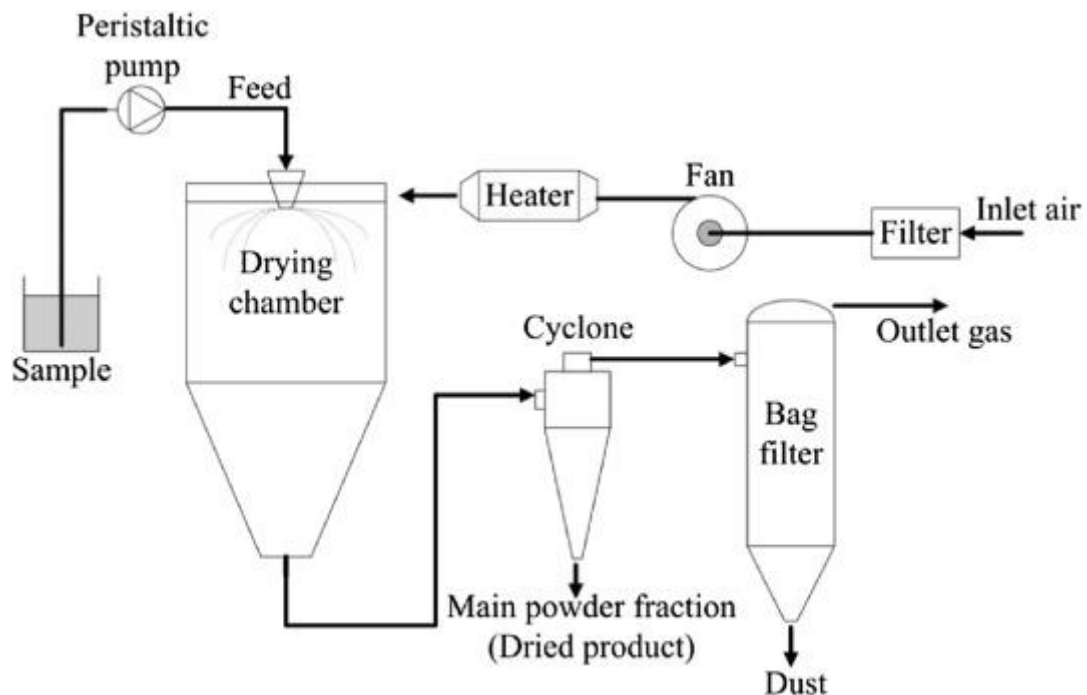 Peristaltic
pump
Feed
Heater
Fan
Filter
Inlet air
Drying
chamber
Sample
Cyclone
Outlet gas
Bag
filter
Main powder fraction
(Dried product)
Dust